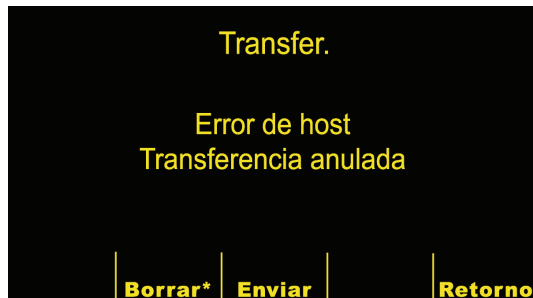 Transfer.
Error de host
Transferencia anulada
Borrar* Enviar Retorno